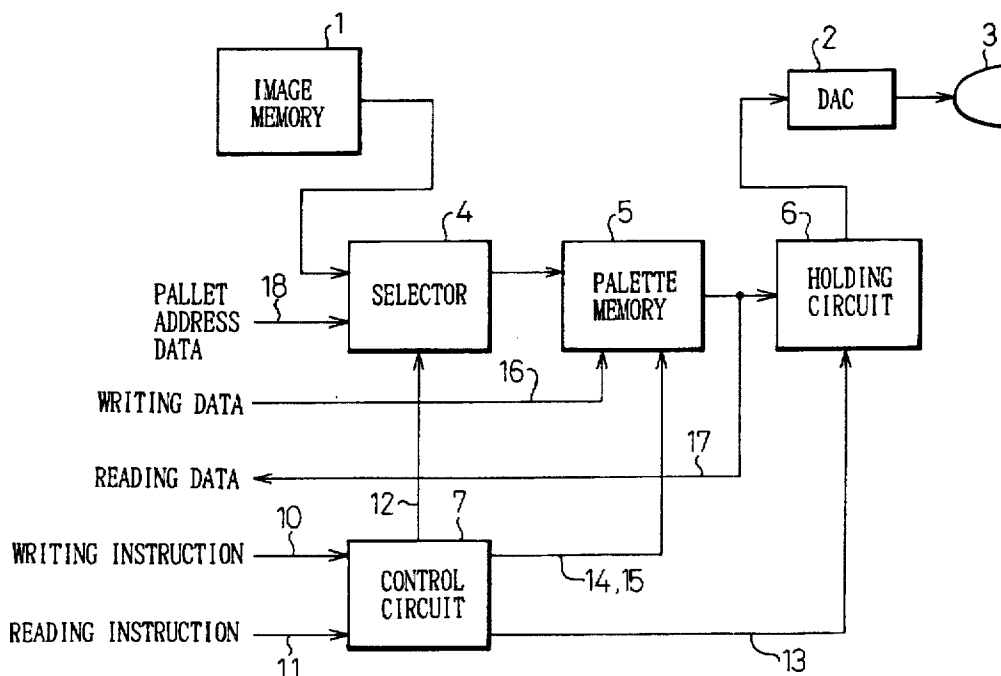 1
IMAGE
MEMORY
2
DAC
3
4
SELECTOR
5
PALETTE
MEMORY
6
HOLDING
CIRCUIT
PALLET
ADDRESS
DATA
18
WRITING DATA
16
READING DATA
17
12
WRITING INSTRUCTION
10
7
CONTROL
CIRCUIT
14,15
READING INSTRUCTION
11
13